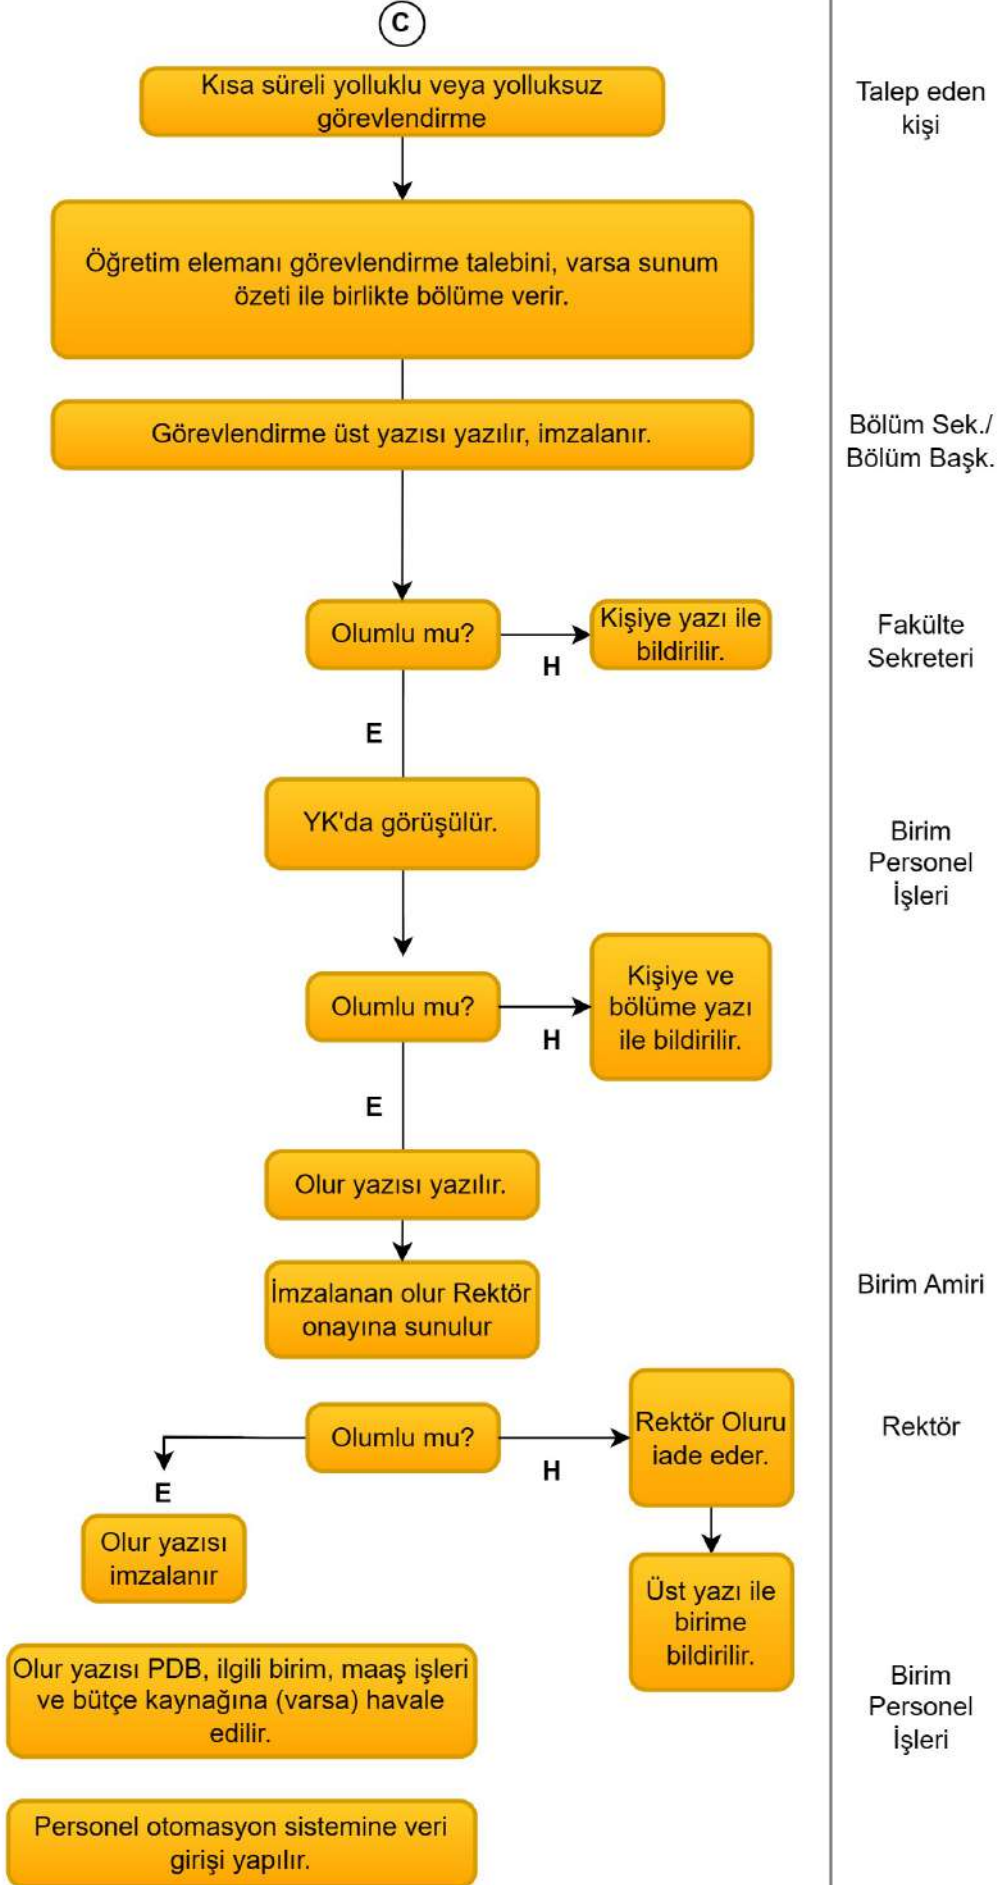 C
Kısa süreli yolluklu veya yolluksuz
görevlendirme
Talep eden
kişi
Öğretim elemanı görevlendirme talebini, varsa sunum
özeti ile birlikte bölüme verir.
Görevlendirme üst yazısı yazılır, imzalanır.
Bölüm Sek./
Bölüm Başk.
Olumlu mu?
H
Kişiye yazı ile
bildirilir.
Fakülte
Sekreteri
E
YK'da görüşülür.
Birim
Personel
İşleri
Olumlu mu?
H
Kişiye ve
bölüme yazı
ile bildirilir.
E
Olur yazısı yazılır.
İmzalanan olur Rektör
onayına sunulur
Birim Amiri
Olumlu mu?
H
Rektör Oluru
iade eder.
Rektör
E
Olur yazısı
imzalanır
Üst yazı ile
birime
bildirilir.
Olur yazısı PDB, ilgili birim, maaş işleri
ve bütçe kaynağına (varsa) havale
edilir.
Birim
Personel
İşleri
Personel otomasyon sistemine veri
girişi yapılır.